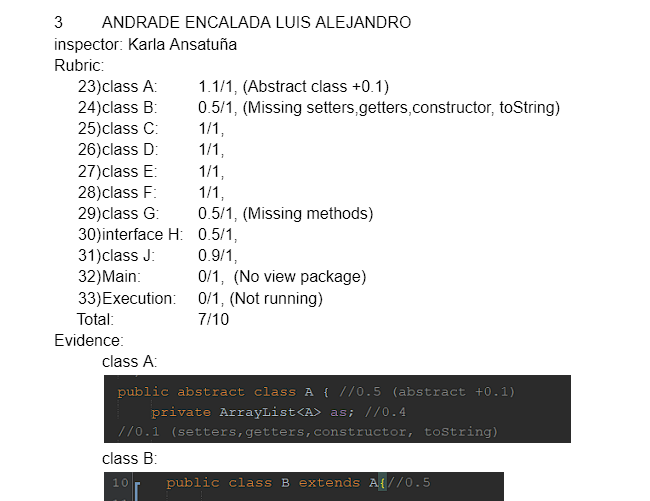 3 ANDRADE ENCALADA LUIS ALEJANDRO
inspector: Karla Ansatuña
Rubric:
23)class A: 1.1/1, (Abstract class +0.1)
24)class B: 0.5/1, (Missing setters,getters,constructor, toString)
25)class C: 1/1,
26)class D: 1/1,
27)class E: 1/1,
28)class F: 1/1,
29)class G: 0.5/1, (Missing methods)
30)interface H: 0.5/1,
31)class J: 0.9/1,
32)Main: 0/1, (No view package)
33)Execution: 0/1, (Not running)
Total: 7/10
Evidence:
class A:
public abstract class A { //0.5 (abstract +0.1)
private ArrayList<A> as; //0.4
//0.1 (setters,getters,constructor, toString)
class B:
10 public class B extends A{//0.5